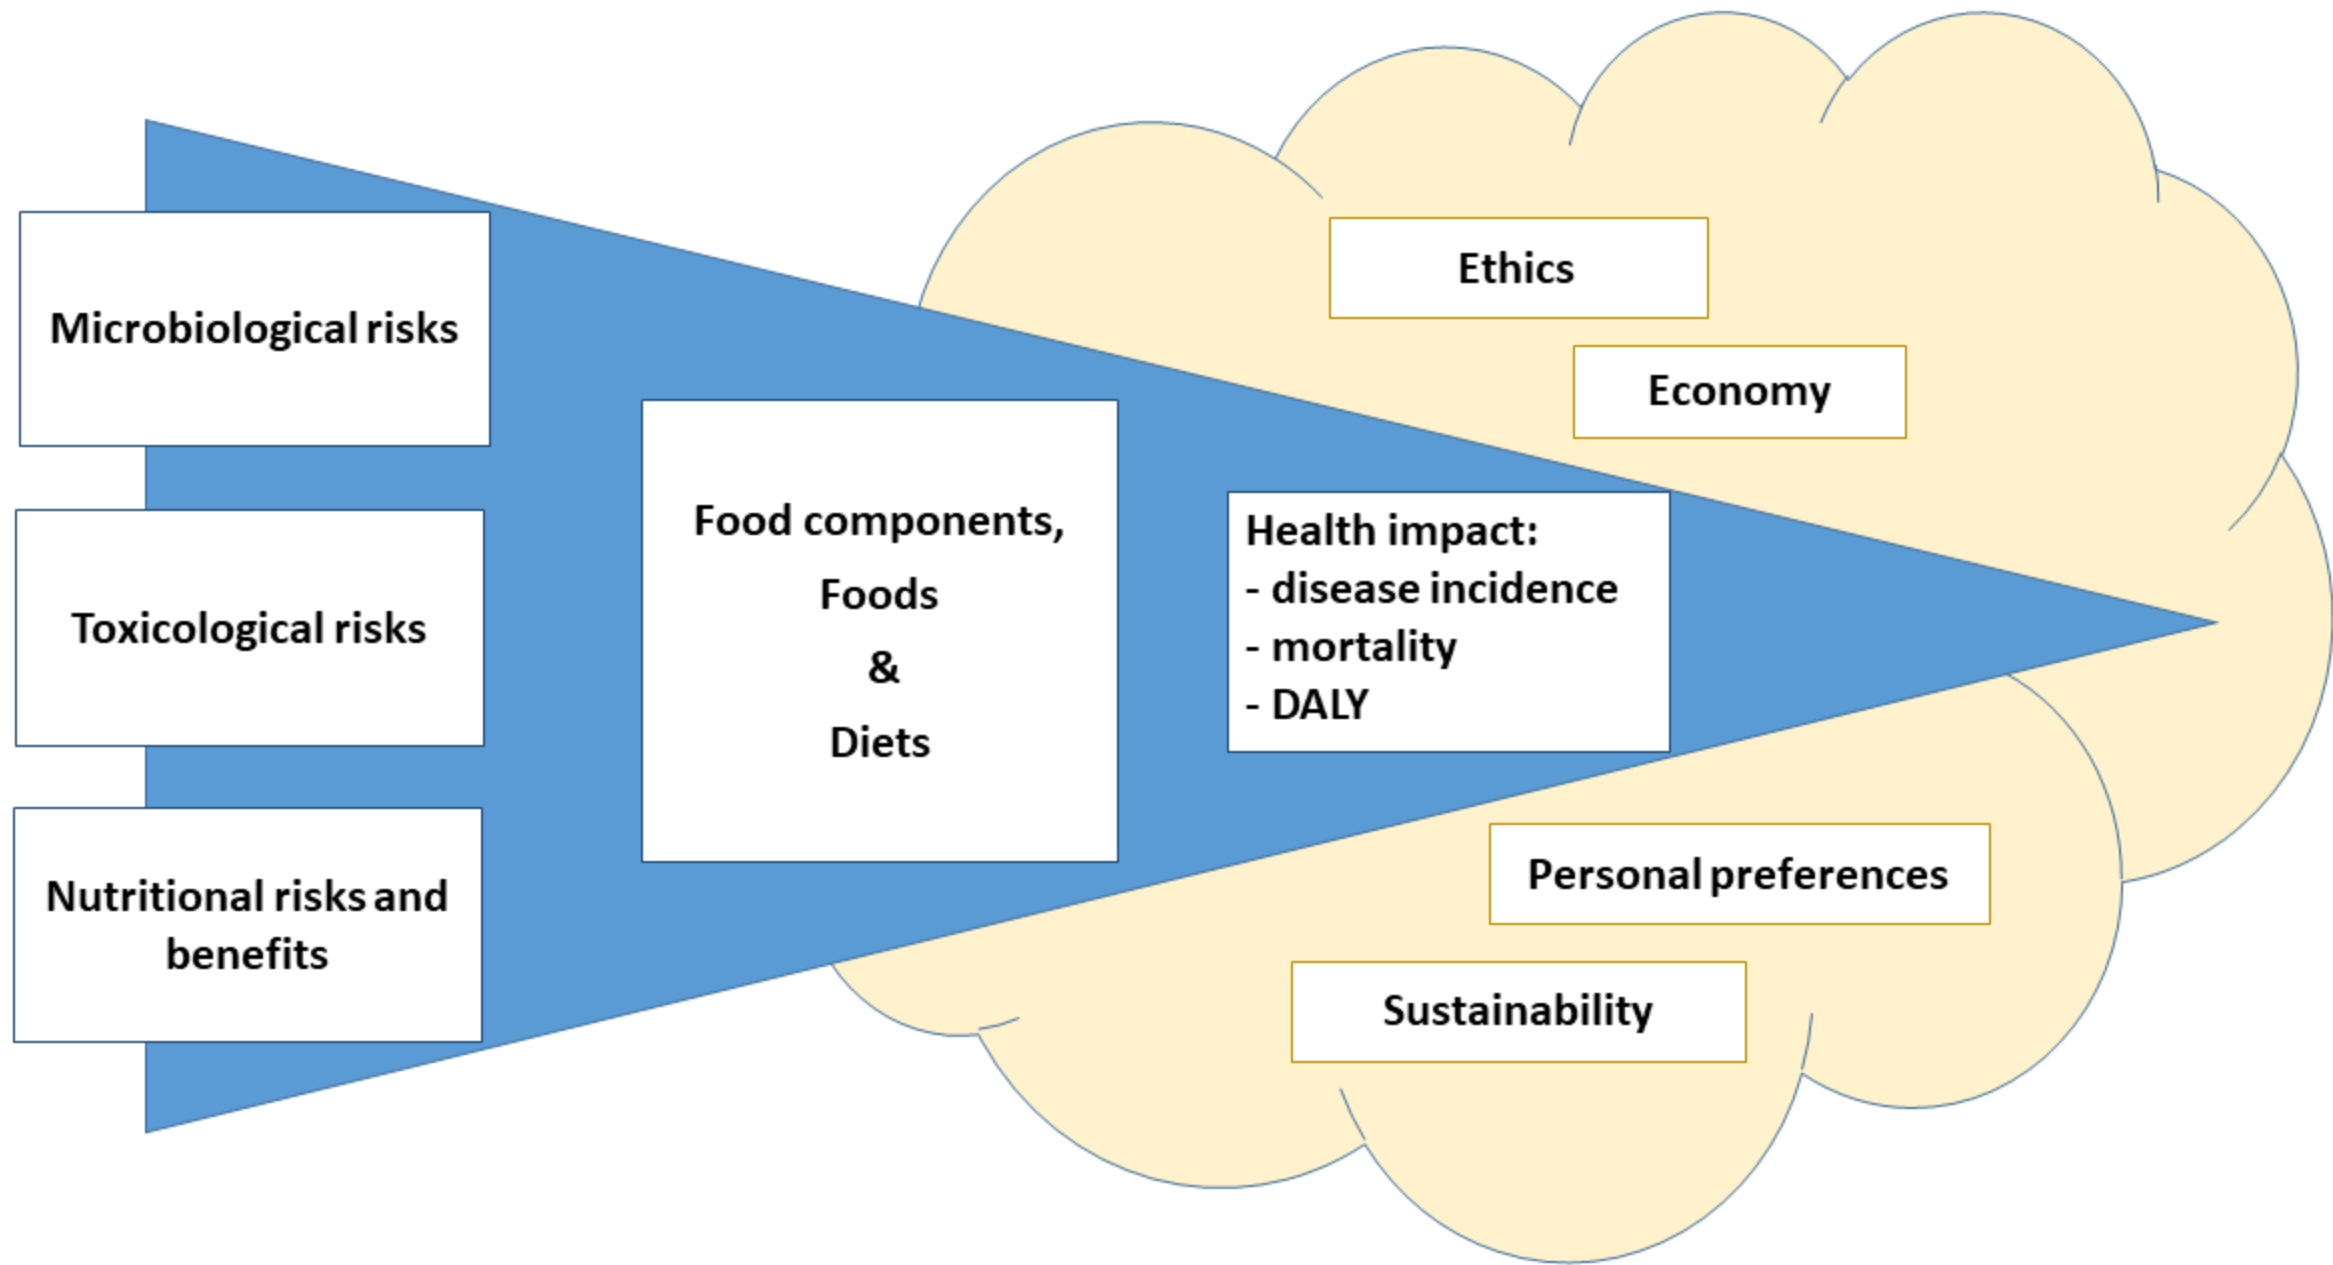 Microbiological risks
Toxicological risks
Nutritional risks and
benefits
Food components,
Foods
&
Diets
Health impact:
- disease incidence
- mortality
- DALY
Ethics
Economy
Personal preferences
Sustainability